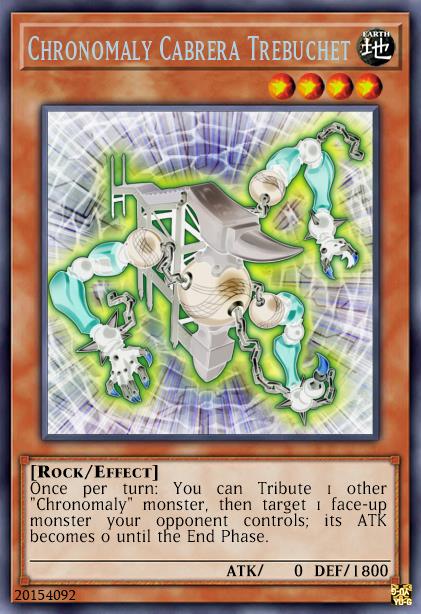 CHRONOMALY CABRERA TREBUCHET
EARTH
地
[ROCK/EFFECT]
Once per turn: You can Tribute 1 other
"Chronomaly" monster, then target 1 face-up
monster your opponent controls; its ATK
becomes 0 until the End Phase.
ATK/ 0 DEF/1800
20154092